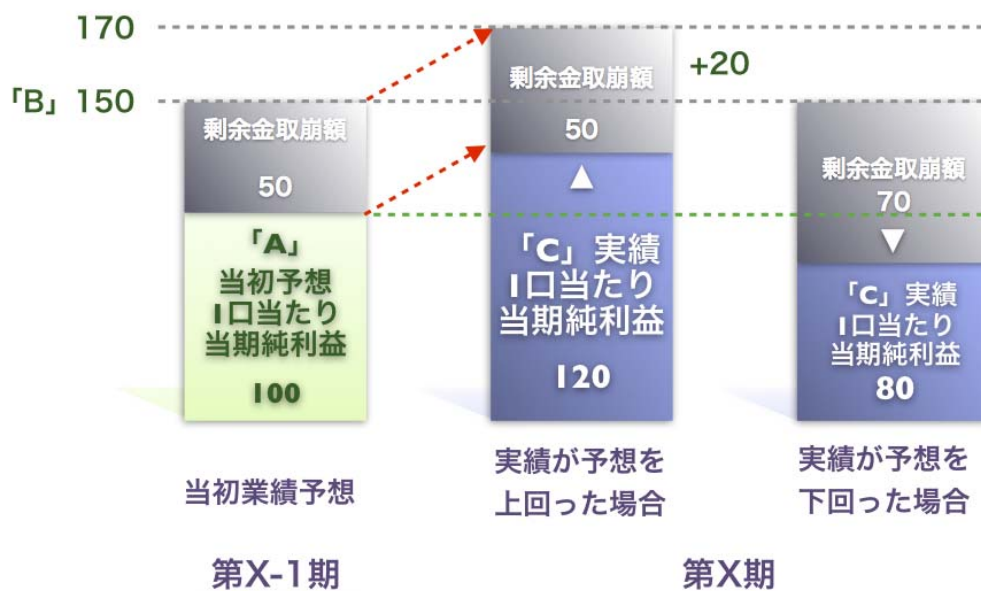 170
「B」 150
剰余金取崩額
50
「A」
当初予想
1口当たり
当期純利益
100
当初業績予想
第X-1期
剰余金取崩額
50
+20
▲
「C」実績
1口当たり
当期純利益
120
実績が予想を
上回った場合
剰余金取崩額
70
▼
「C」実績
1口当たり
当期純利益
80
実績が予想を
下回った場合
第X期